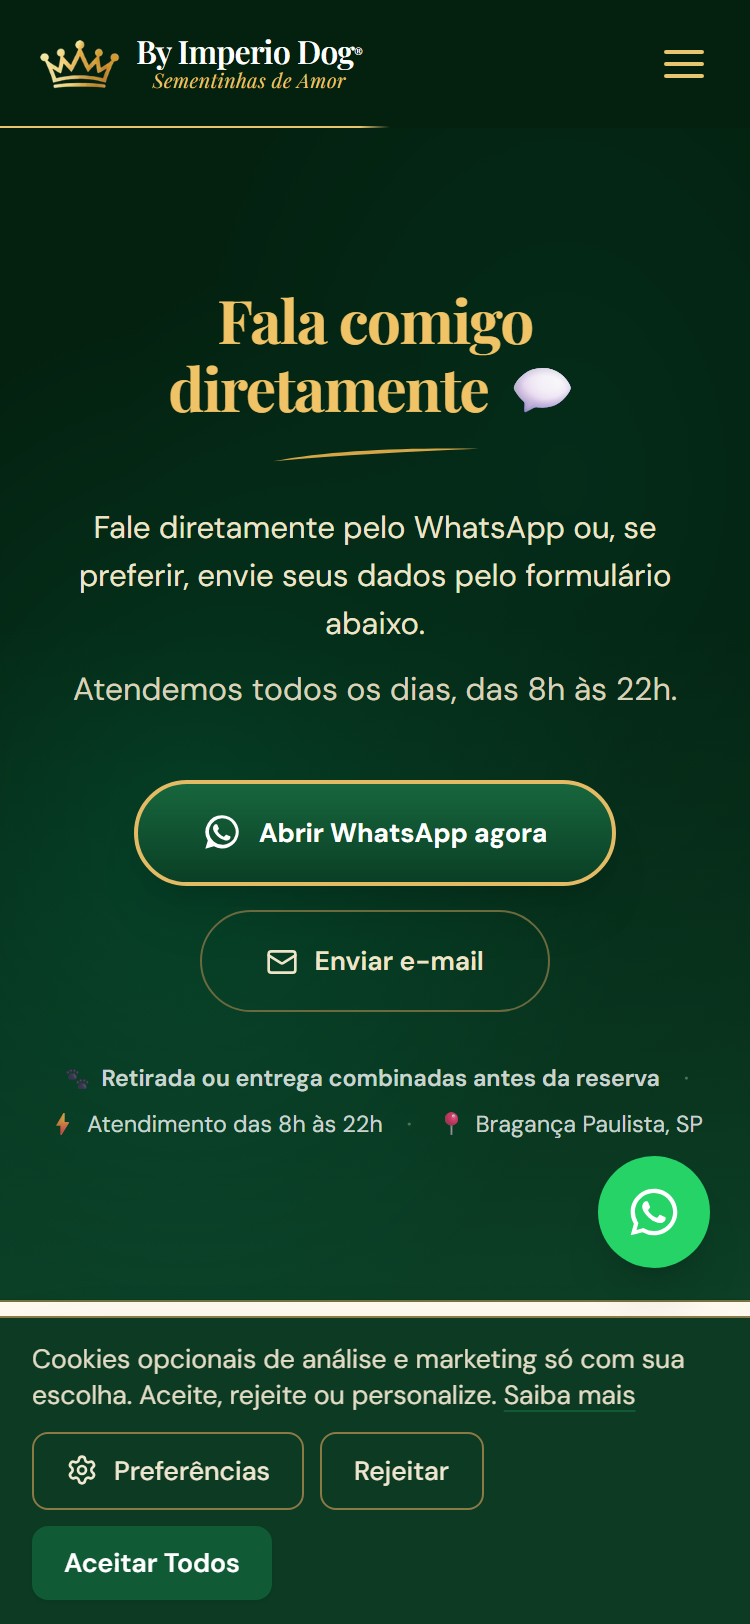 By Imperio Dog®
Sementinhas de Amor
Fala comigo
diretamente
Fale diretamente pelo WhatsApp ou, se
preferir, envie seus dados pelo formulário
abaixo.
Atendemos todos os dias, das 8h às 22h.
Abrir WhatsApp agora
Enviar e-mail
Retirada ou entrega combinadas antes da reserva ·
Atendimento das 8h às 22h · Bragança Paulista, SP
Cookies opcionais de análise e marketing só com sua
escolha. Aceite, rejeite ou personalize. Saiba mais
Preferências
Rejeitar
Aceitar Todos